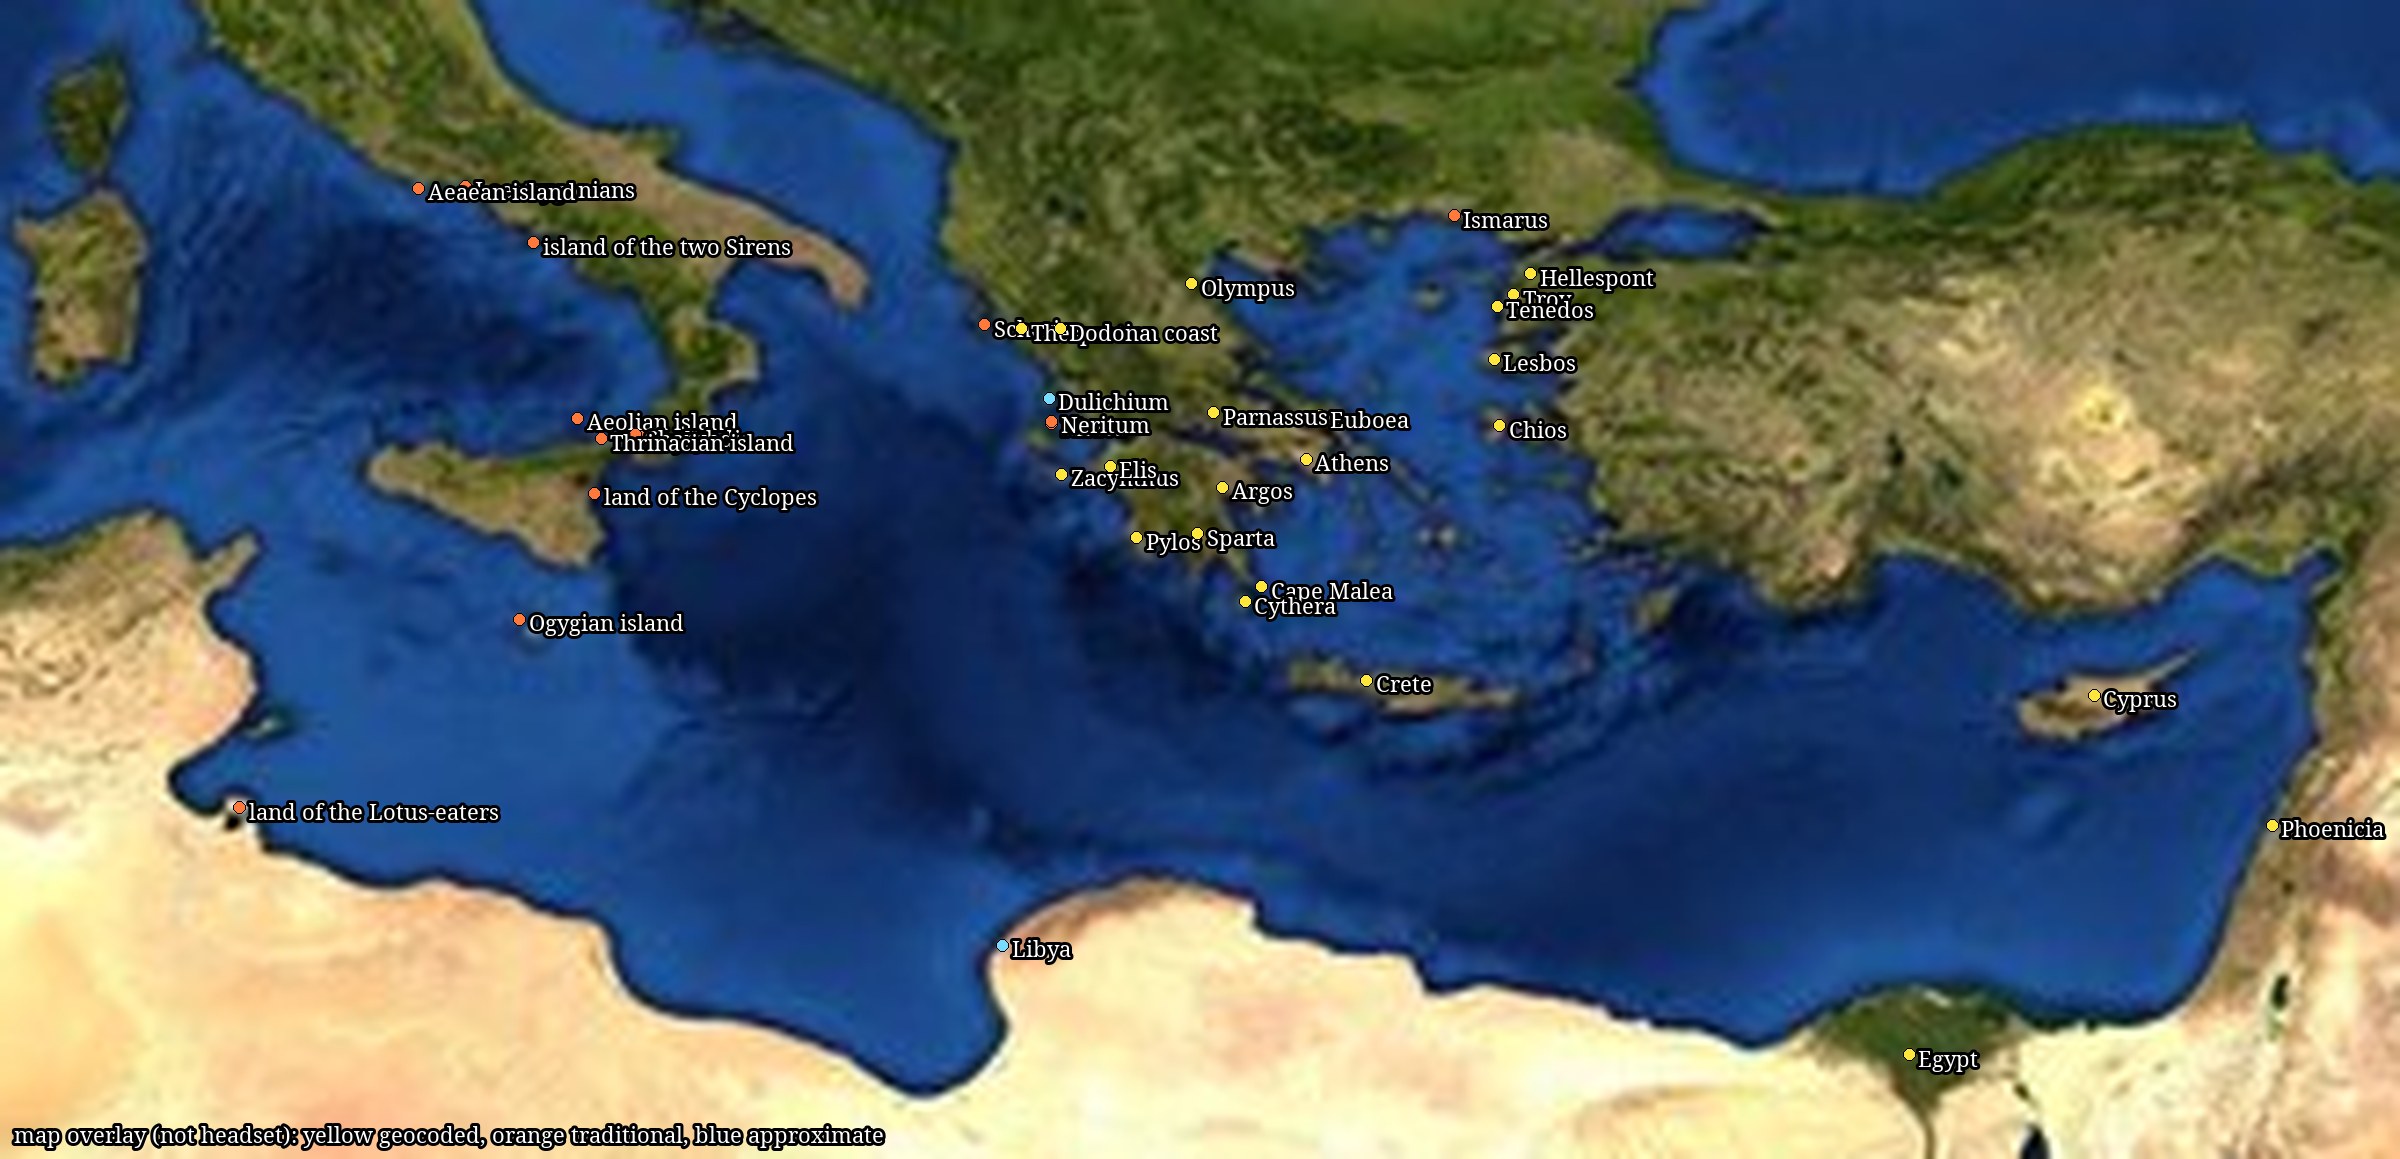 Aeaean island
nians
island of the two Sirens
Ismarus
Hellespont
Olympus
Troy
Tenedos
Dodona
coast
Lesbos
Dulichium
Neritum
Parnassus
Euboea
Chios
Aeolian island
Thrinacian island
Athens
Elis
Zacynthus
Argos
land of the Cyclopes
Pylos
Sparta
Cape Malea
Cythera
Ogygian island
Crete
Cyprus
land of the Lotus-eaters
Phoenicia
Libya
Egypt
map overlay (not headset): yellow geocoded, orange traditional, blue approximate